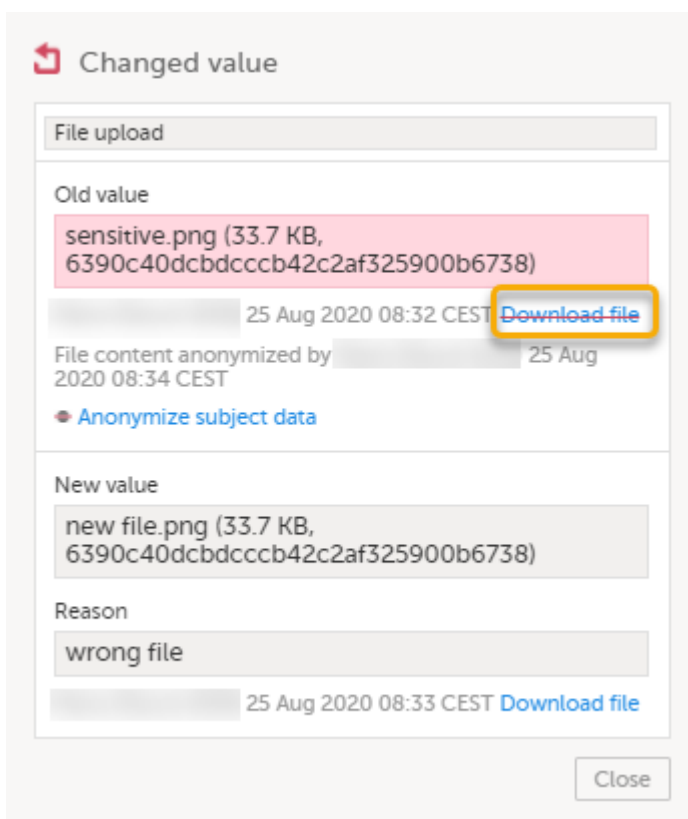 Changed value
File upload
Old value
sensitive.png (33.7 KB,
6390c40dcbdcccb42c2af325900b6738)
25 Aug 2020 08:32 CEST Download file
File content anonymized by 25 Aug
2020 08:34 CEST
Anonymize subject data
New value
new file.png (33.7 KB,
6390c40dcbdcccb42c2af325900b6738)
Reason
wrong file
25 Aug 2020 08:33 CEST Download file
Close